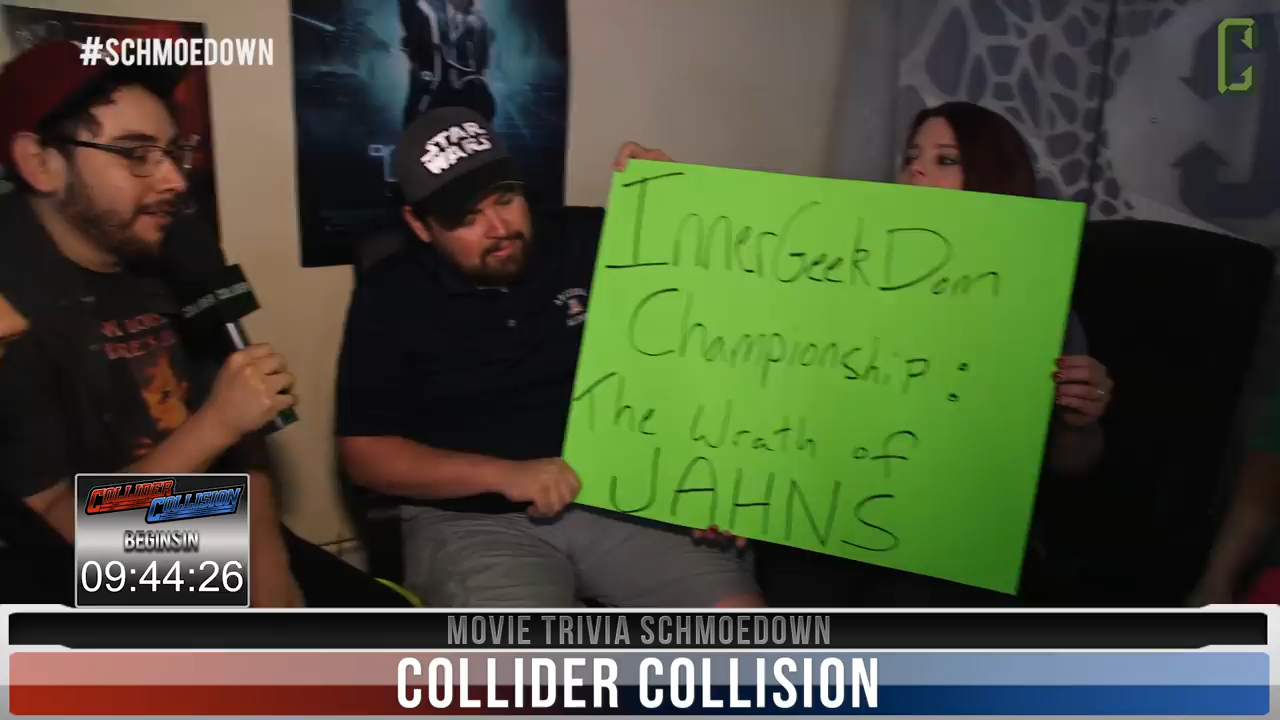 #SCHMOEDOWN
STAR
WARS
InnerGeekDom
Championship:
The Wrath of
JAHNS
COLLIDER
COLLISION
BEGINS IN
09:44:26
MOVIE TRIVIA SCHMOEDOWN
COLLIDER COLLISION